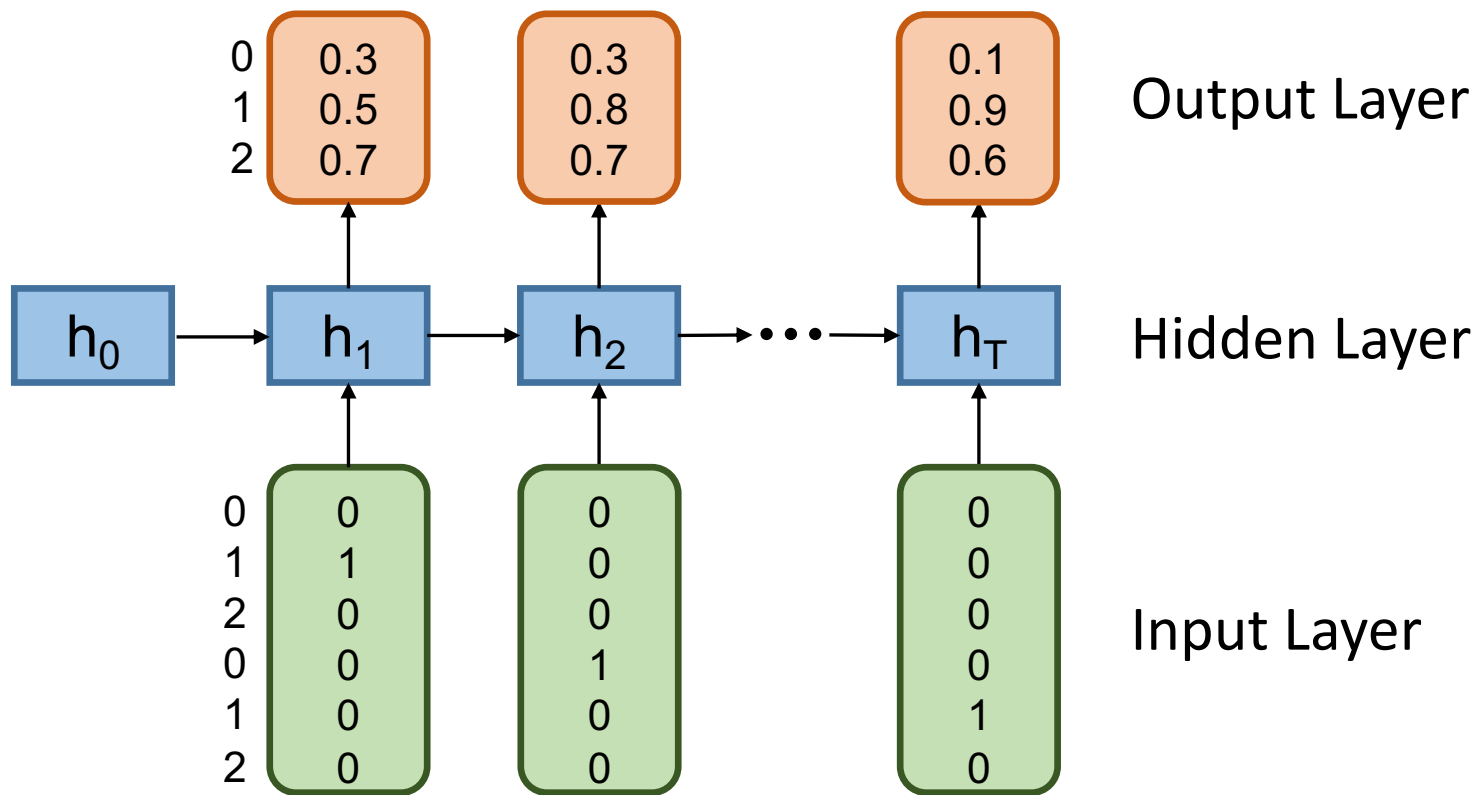 0 0.3 0.3 0.1
1 0.5 0.8 0.9
2 0.7 0.7 0.6
Output Layer
h0 h1 h2 ••• hT
Hidden Layer
0 0 0 0
1 1 0 0
2 0 0 0
0 0 1 0
1 0 0 1
2 0 0 0
Input Layer